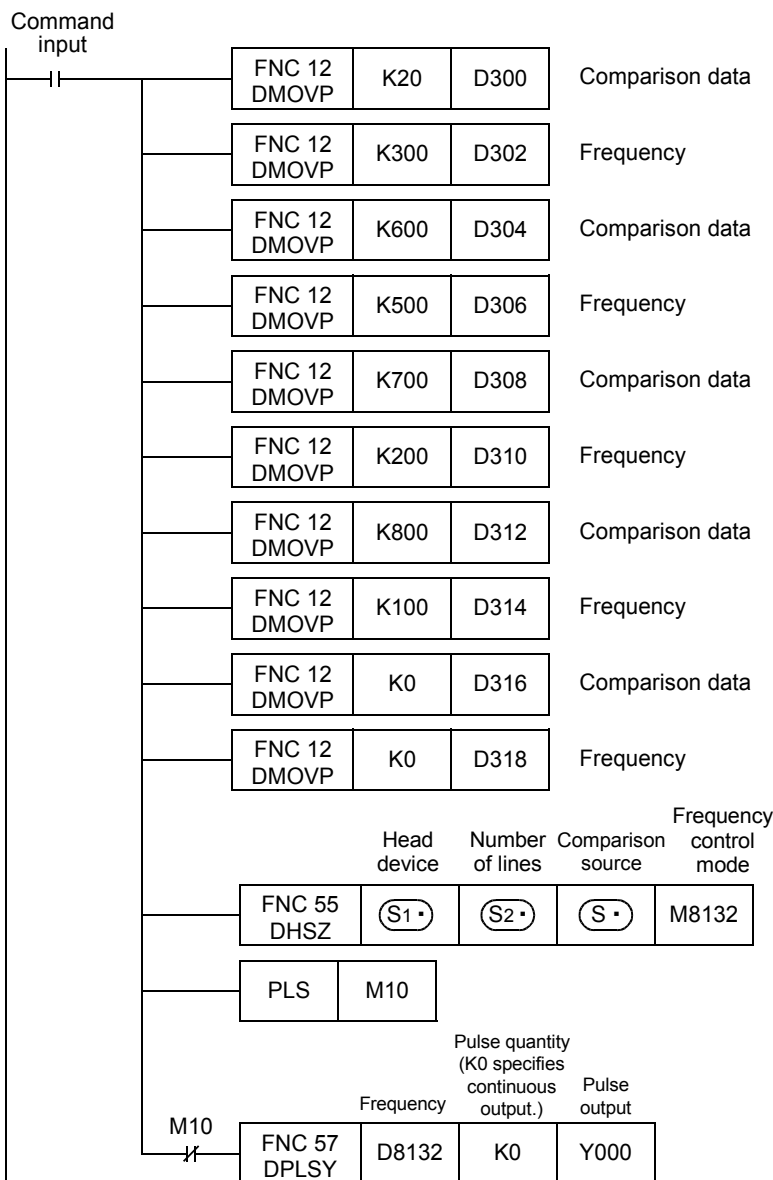 Command
input
FNC 12
DMOVP
K20
D300
Comparison data
FNC 12
DMOVP
K300
D302
Frequency
FNC 12
DMOVP
K600
D304
Comparison data
FNC 12
DMOVP
K500
D306
Frequency
FNC 12
DMOVP
K700
D308
Comparison data
FNC 12
DMOVP
K200
D310
Frequency
FNC 12
DMOVP
K800
D312
Comparison data
FNC 12
DMOVP
K100
D314
Frequency
FNC 12
DMOVP
K0
D316
Comparison data
FNC 12
DMOVP
K0
D318
Frequency
Head
device
Number
of lines
Comparison
source
Frequency
control
mode
FNC 55
DHSZ
S1·
S2·
S·
M8132
PLS
M10
Frequency
Pulse quantity
(K0 specifies
continuous
output.)
Pulse
output
M10
FNC 57
DPLSY
D8132
K0
Y000